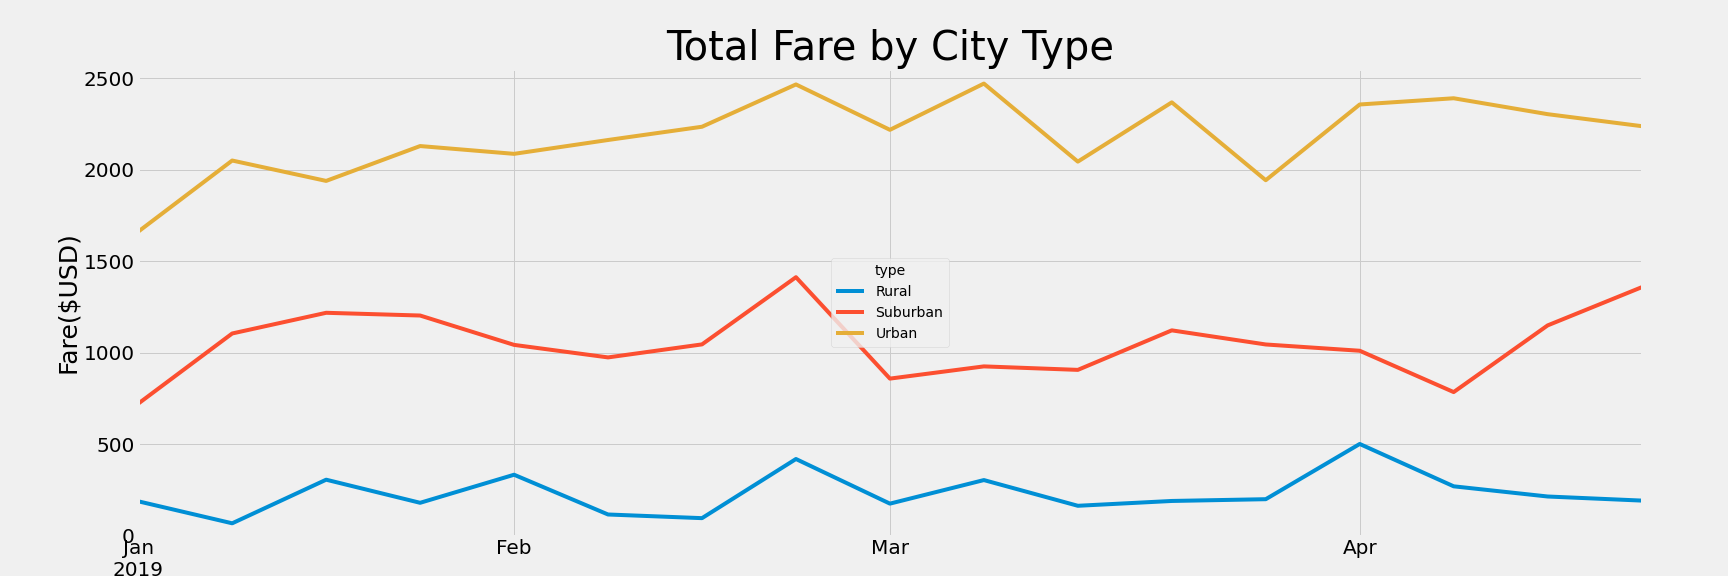 Total Fare by City Type
Fare($USD)
2500
2000
1500
1000
500
0
type
Rural
Suburban
Urban
Jan
2019
Feb
Mar
Apr